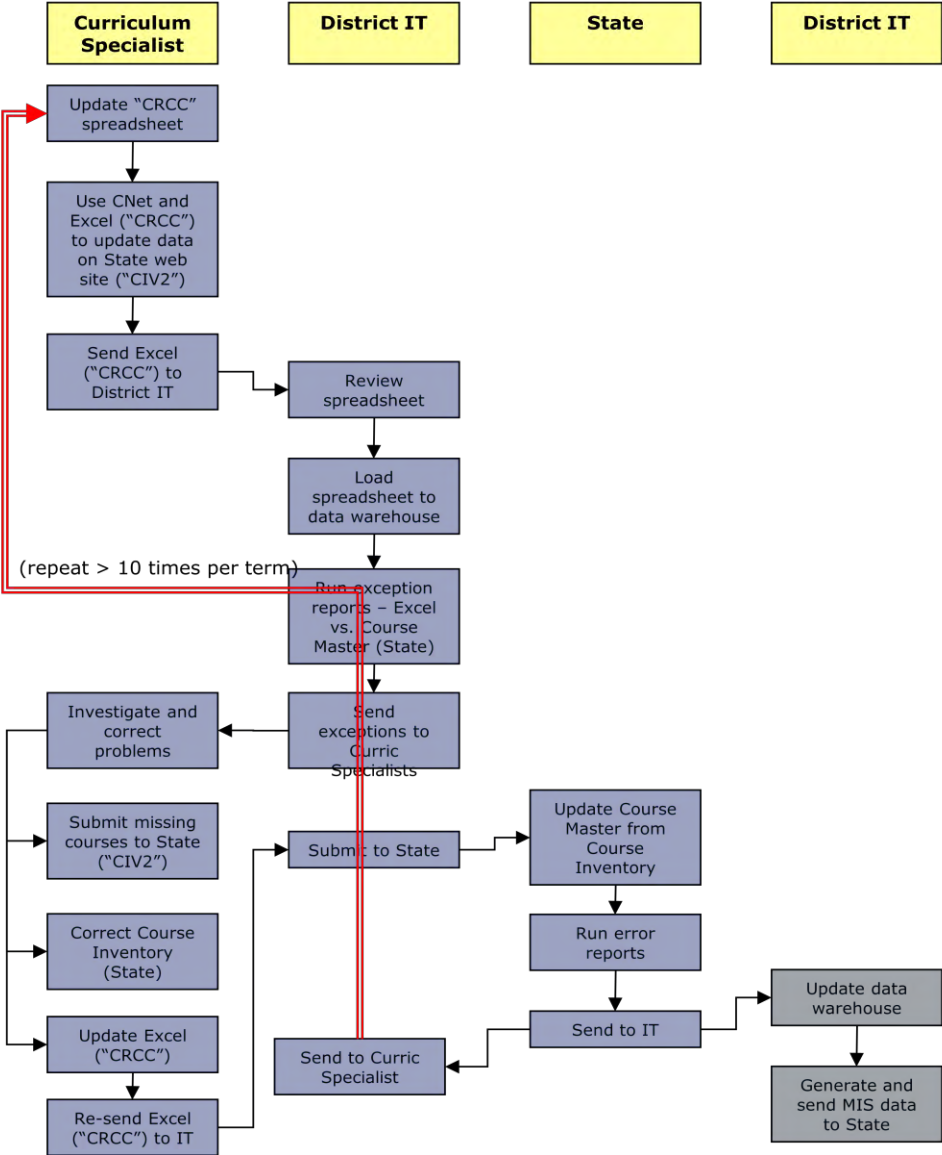 Curriculum
Specialist
District IT
State
District IT
Update “CRCC”
spreadsheet
Use CNet and
Excel (“CRCC”)
to update data
on State web
site (“CIV2”)
Send Excel
(“CRCC”) to
District IT
Review
spreadsheet
Load
spreadsheet to
data warehouse
(repeat > 10 times per term)
Run exception
reports – Excel
vs. Course
Master (State)
Send
exceptions to
Curric
Specialists
Investigate and
correct
problems
Submit missing
courses to State
(“CIV2”)
Correct Course
Inventory
(State)
Update Excel
(“CRCC”)
Re-send Excel
(“CRCC”) to IT
Submit to State
Update Course
Master from
Course
Inventory
Run error
reports
Send to IT
Send to Curric
Specialist
Update data
warehouse
Generate and
send MIS data
to State